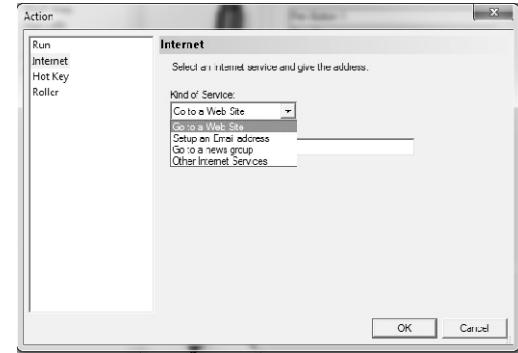 Action
Run
Internet
Hot Key
Roller
Internet
Select an internet service and give the address.
Kind of Service:
Go to a Web Site
Go to a Web Site
Setup an Email address
Go to a news group
Other Internet Services
OK
Cancel